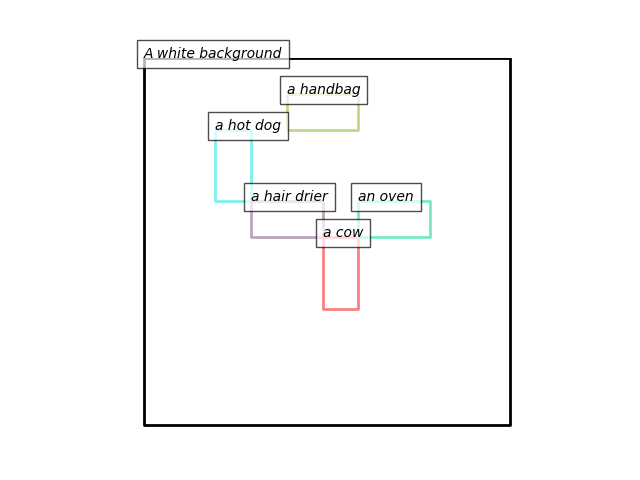 A white background
a handbag
a hot dog
a hair drier
an oven
a cow